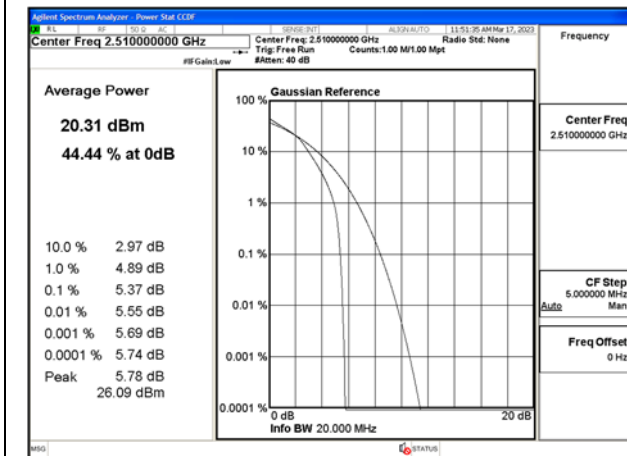 Agilent Spectrum Analyzer - Power Stat CCDF
RL RF 50 Ω AC SENSE:INT ALIGN AUTO 11:51:35 AM Mar 17, 2023
Center Freq 2.510000000 GHz
Center Freq: 2.510000000 GHz Radio Std: None
Trig: Free Run Counts:1.00 M/1.00 Mpt
#IFGain:Low #Atten: 40 dB
Frequency
Average Power
20.31 dBm
44.44 % at 0dB
10.0 % 2.97 dB
1.0 % 4.89 dB
0.1 % 5.37 dB
0.01 % 5.55 dB
0.001 % 5.69 dB
0.0001 % 5.74 dB
Peak 5.78 dB
26.09 dBm
Gaussian Reference
100 %
10 %
1 %
0.1 %
0.01 %
0.001 %
0.0001 %
0 dB 20 dB
Info BW 20.000 MHz
Center Freq
2.510000000 GHz
CF Step
5.000000 MHz
Auto Man
Freq Offset
0 Hz
MSG STATUS